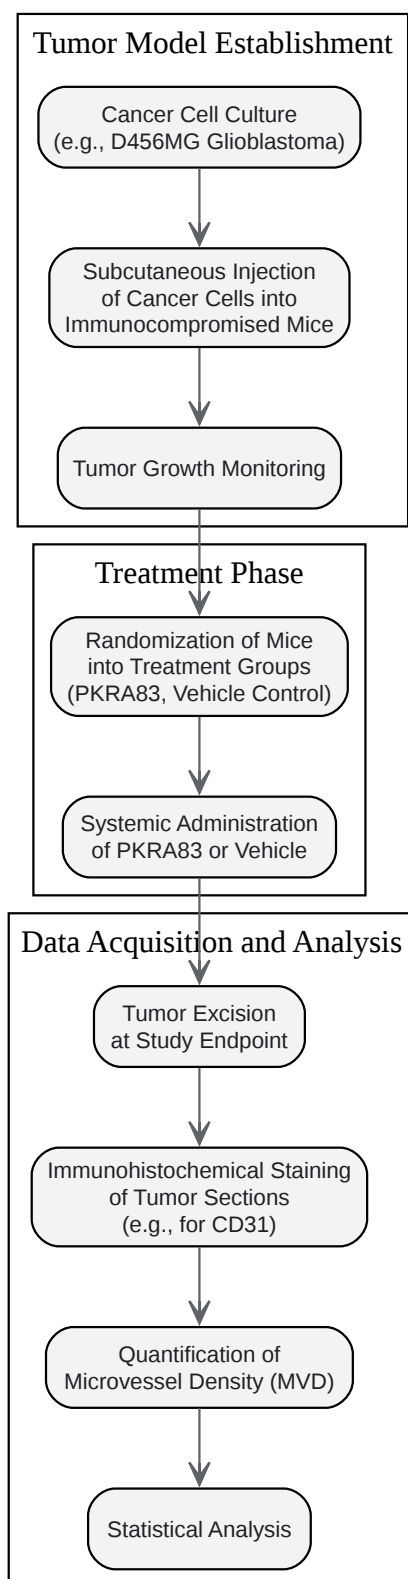 Tumor Model Establishment
Cancer Cell Culture
(e.g., D456MG Glioblastoma)
Subcutaneous Injection
of Cancer Cells into
Immunocompromised Mice
Tumor Growth Monitoring
Treatment Phase
Randomization of Mice
into Treatment Groups
(PKRA83, Vehicle Control)
Systemic Administration
of PKRA83 or Vehicle
Data Acquisition and Analysis
Tumor Excision
at Study Endpoint
Immunohistochemical Staining
of Tumor Sections
(e.g., for CD31)
Quantification of
Microvessel Density (MVD)
Statistical Analysis